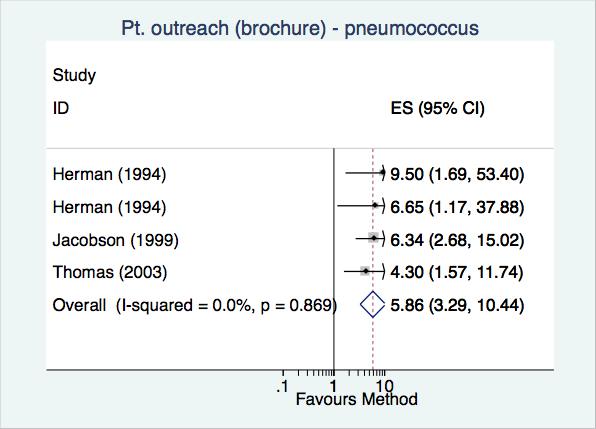 Pt. outreach (brochure) - pneumococcus
Study
ID ES (95% CI)
Herman (1994) 9.50 (1.69, 53.40)
Herman (1994) 6.65 (1.17, 37.88)
Jacobson (1999) 6.34 (2.68, 15.02)
Thomas (2003) 4.30 (1.57, 11.74)
Overall (I-squared = 0.0%, p = 0.869) 5.86 (3.29, 10.44)
.1 1 10
Favours Method